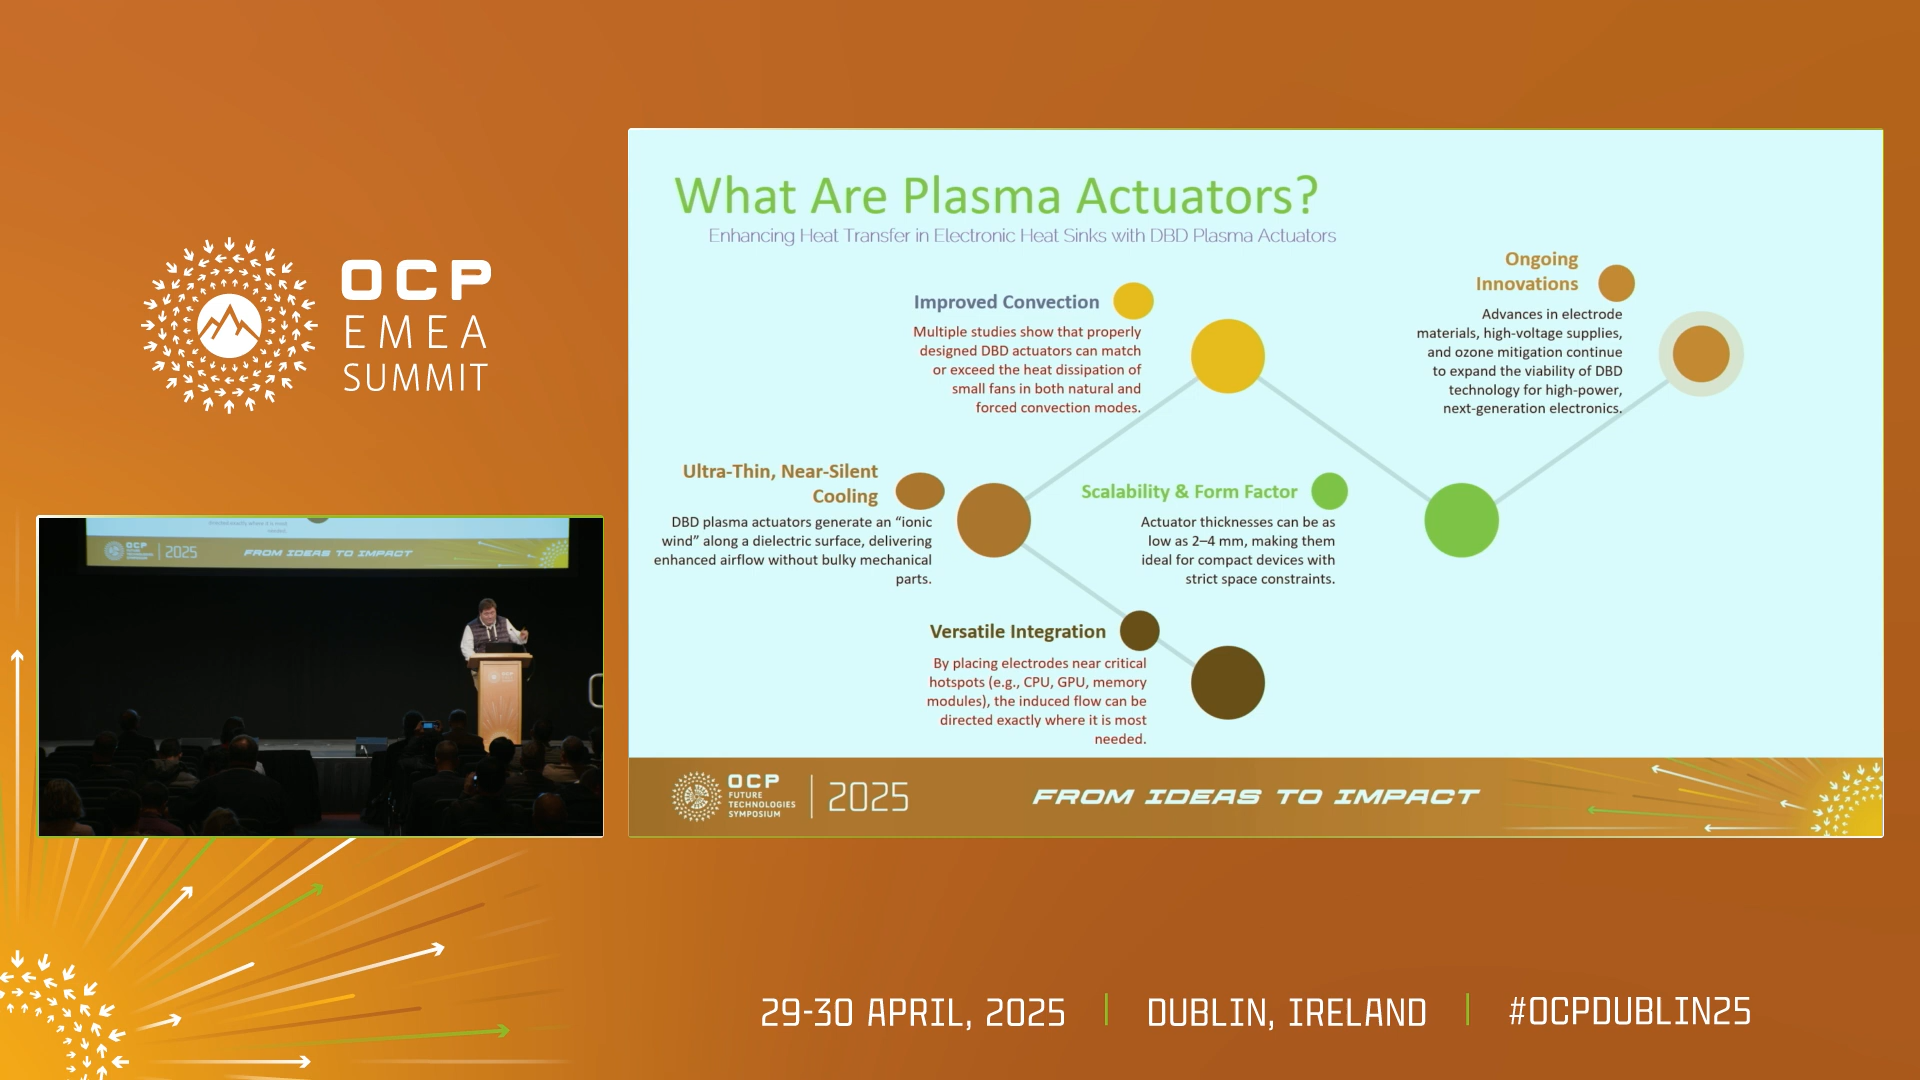 OCP
EMEA
SUMMIT
2025
FROM IDEAS TO IMPACT
What Are Plasma Actuators?
Enhancing Heat Transfer in Electronic Heat Sinks with DBD Plasma Actuators
Improved Convection
Multiple studies show that properly
designed DBD actuators can match
or exceed the heat dissipation of
small fans in both natural and
forced convection modes.
Ongoing
Innovations
Advances in electrode
materials, high-voltage supplies,
and ozone mitigation continue
to expand the viability of DBD
technology for high-power,
next-generation electronics.
Ultra-Thin, Near-Silent
Cooling
DBD plasma actuators generate an “ionic
wind” along a dielectric surface, delivering
enhanced airflow without bulky mechanical
parts.
Scalability & Form Factor
Actuator thicknesses can be as
low as 2–4 mm, making them
ideal for compact devices with
strict space constraints.
Versatile Integration
By placing electrodes near critical
hotspots (e.g., CPU, GPU, memory
modules), the induced flow can be
directed exactly where it is most
needed.
OCP
FUTURE
TECHNOLOGIES
SYMPOSIUM
2025
FROM IDEAS TO IMPACT
29-30 APRIL, 2025
DUBLIN, IRELAND
#OCPDUBLIN25